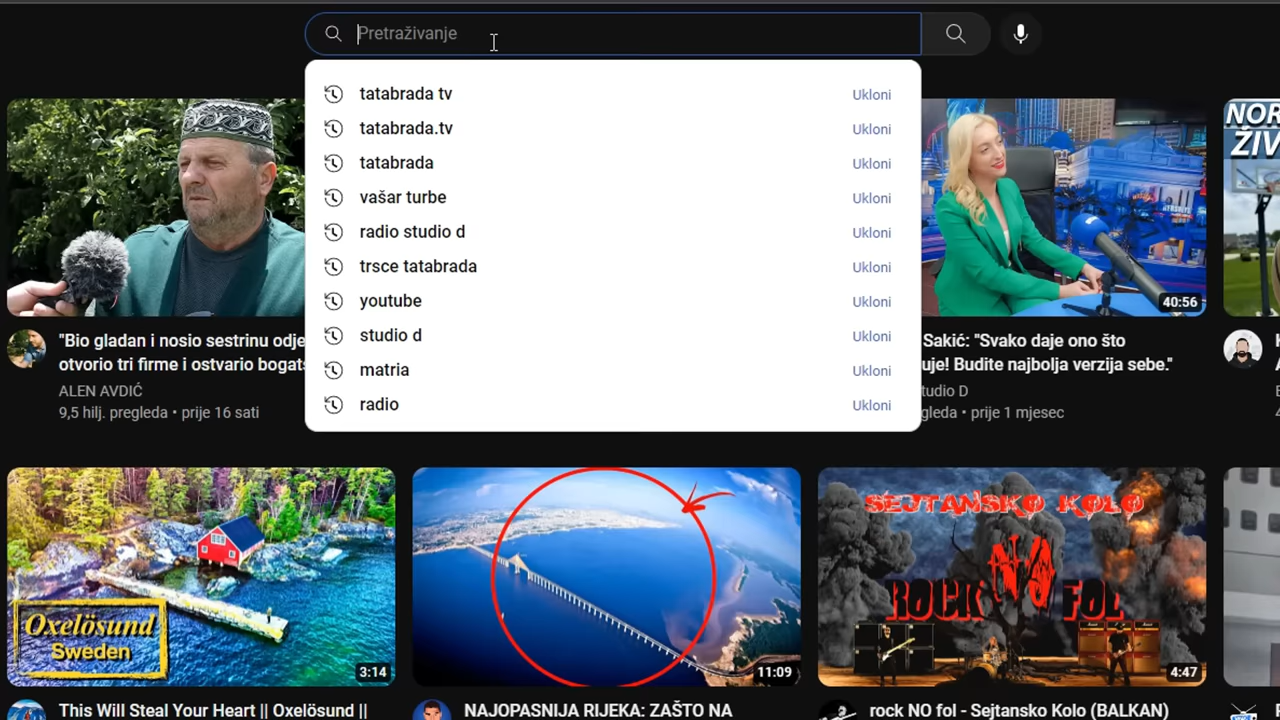 Pretraživanje
tatabrada tv Ukloni
tatabrada.tv Ukloni
tatabrada Ukloni
vašar turbe Ukloni
radio studio d Ukloni
trsce tatabrada Ukloni
youtube Ukloni
studio d Ukloni
matria Ukloni
radio Ukloni
NOR
ŽIV
40:56
"Bio gladan i nosio sestrinu odje
otvorio tri firme i ostvario bogats
ALEN AVDIĆ
9,5 hilj. pregleda • prije 16 sati
Sakić: "Svako daje ono što
uje! Budite najbolja verzija sebe."
tudio D
gleda • prije 1 mjesec
Oxelösund
Sweden
3:14
11:09
SEJTANSKO KOLO
ROCK NO FOL
4:47
This Will Steal Your Heart || Oxelösund ||
NAJOPASNIJA RIJEKA: ZAŠTO NA
rock NO fol - Sejtansko Kolo (BALKAN)